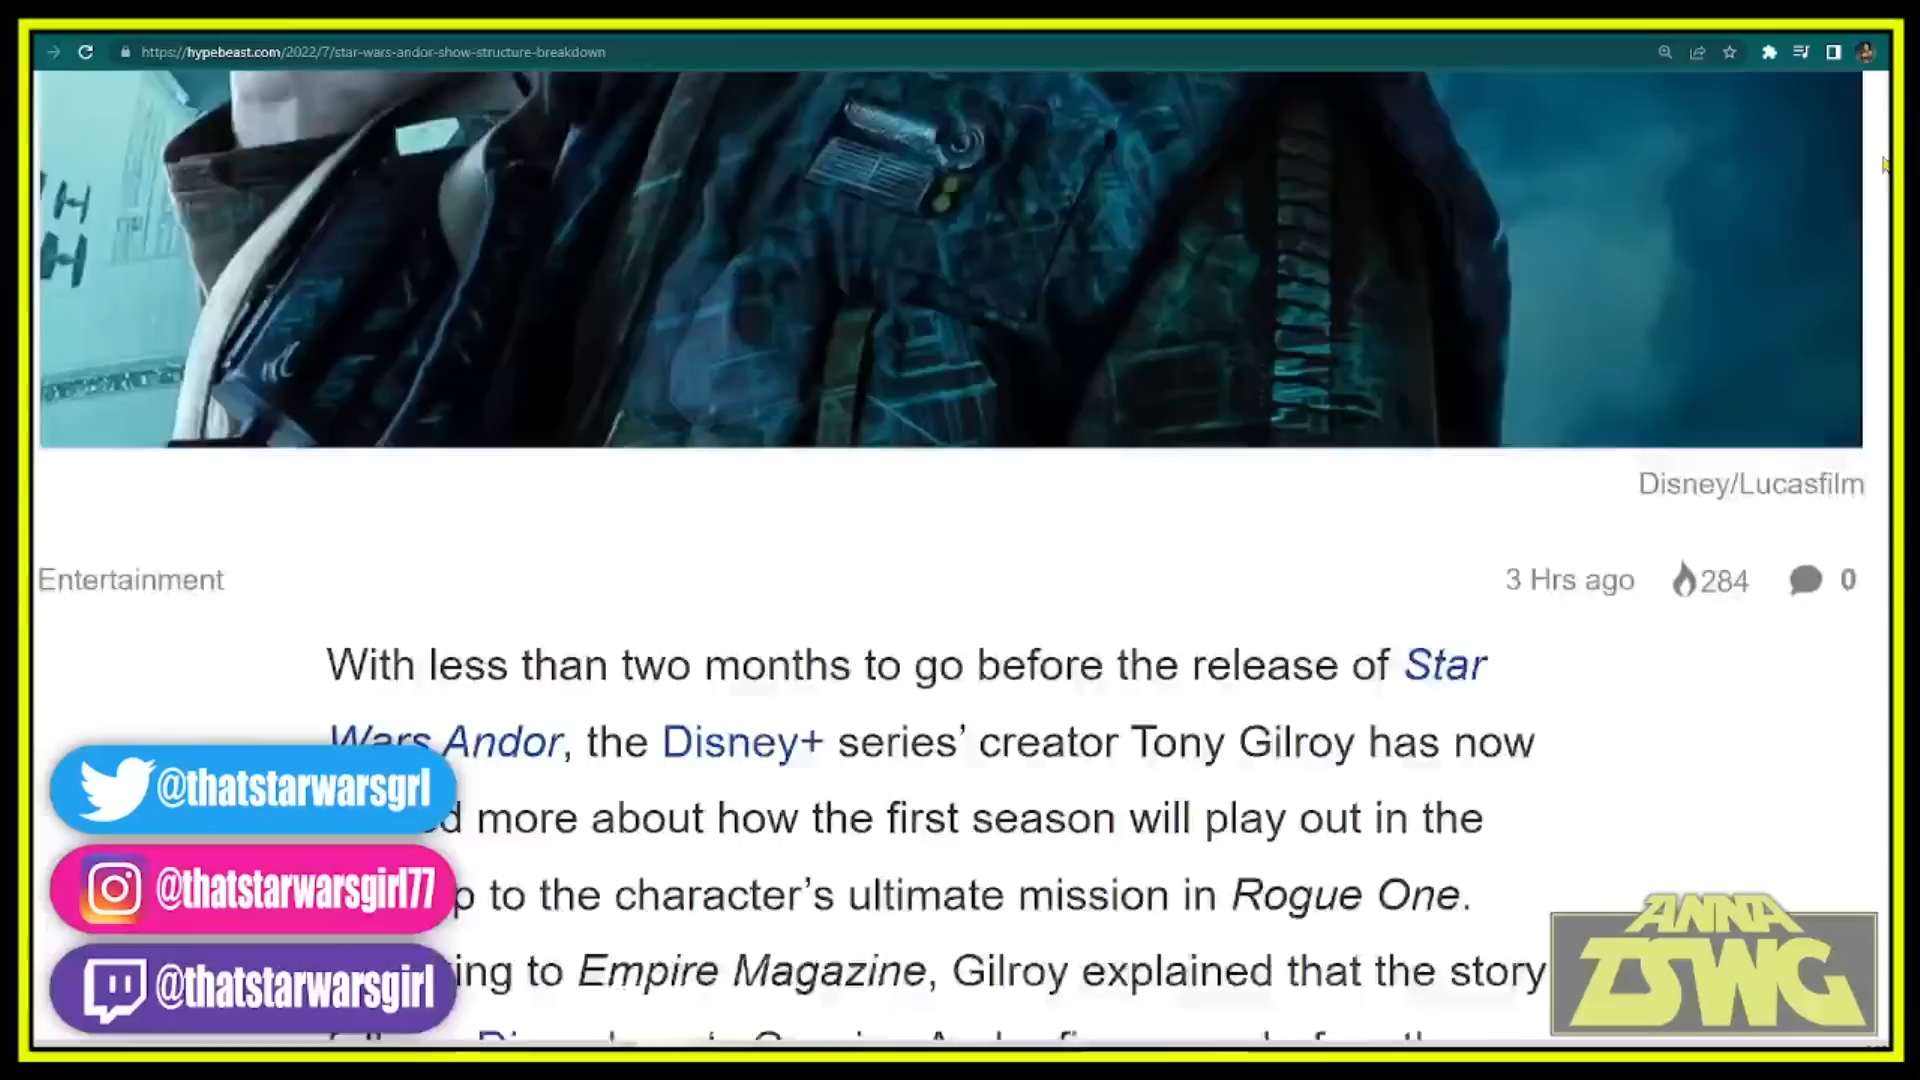 https://hypebeast.com/2022/7/star-wars-andor-show-structure-breakdown
Disney/Lucasfilm
Entertainment
3 Hrs ago 284 0
With less than two months to go before the release of Star
Wars Andor, the Disney+ series’ creator Tony Gilroy has now
more about how the first season will play out in the
to the character’s ultimate mission in Rogue One.
to Empire Magazine, Gilroy explained that the story
@thatstarwarsgrl
@thatstarwarsgirl77
@thatstarwarsgirl
ANNA
TSWG